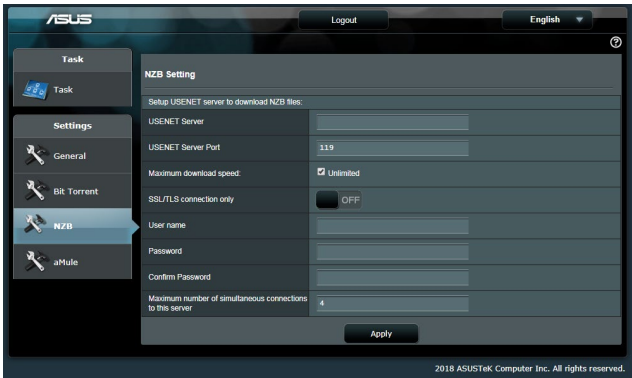 ASUS
Logout
English
Task
Task
Settings
General
Bit Torrent
NZB
aMule
NZB Setting
Setup USENET server to download NZB files:
USENET Server
USENET Server Port
119
Maximum download speed:
Unlimited
SSL/TLS connection only
OFF
User name
Password
Confirm Password
Maximum number of simultaneous connections
to this server
4
Apply
2018 ASUSTeK Computer Inc. All rights reserved.